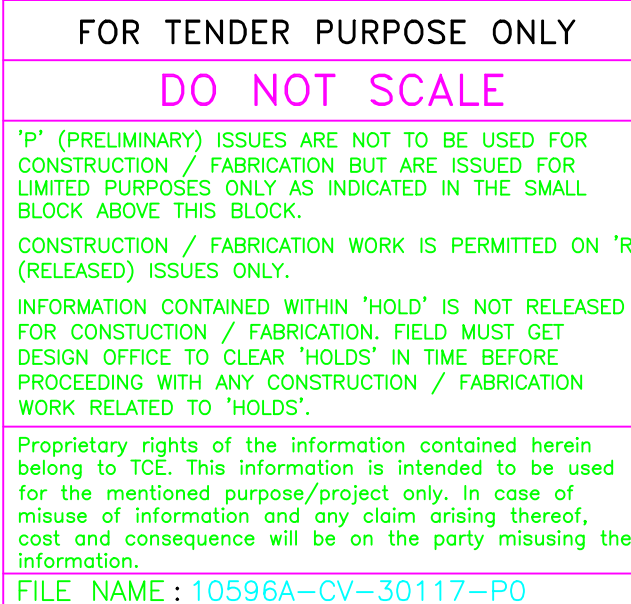 FOR TENDER PURPOSE ONLY
DO NOT SCALE
'P' (PRELIMINARY) ISSUES ARE NOT TO BE USED FOR
CONSTRUCTION / FABRICATION BUT ARE ISSUED FOR
LIMITED PURPOSES ONLY AS INDICATED IN THE SMALL
BLOCK ABOVE THIS BLOCK.
CONSTRUCTION / FABRICATION WORK IS PERMITTED ON 'R
(RELEASED) ISSUES ONLY.
INFORMATION CONTAINED WITHIN 'HOLD' IS NOT RELEASED
FOR CONSTUCTION / FABRICATION. FIELD MUST GET
DESIGN OFFICE TO CLEAR 'HOLDS' IN TIME BEFORE
PROCEEDING WITH ANY CONSTRUCTION / FABRICATION
WORK RELATED TO 'HOLDS'.
Proprietary rights of the information contained herein
belong to TCE. This information is intended to be used
for the mentioned purpose/project only. In case of
misuse of information and any claim arising thereof,
cost and consequence will be on the party misusing the
information.
FILE NAME : 10596A-CV-30117-P0